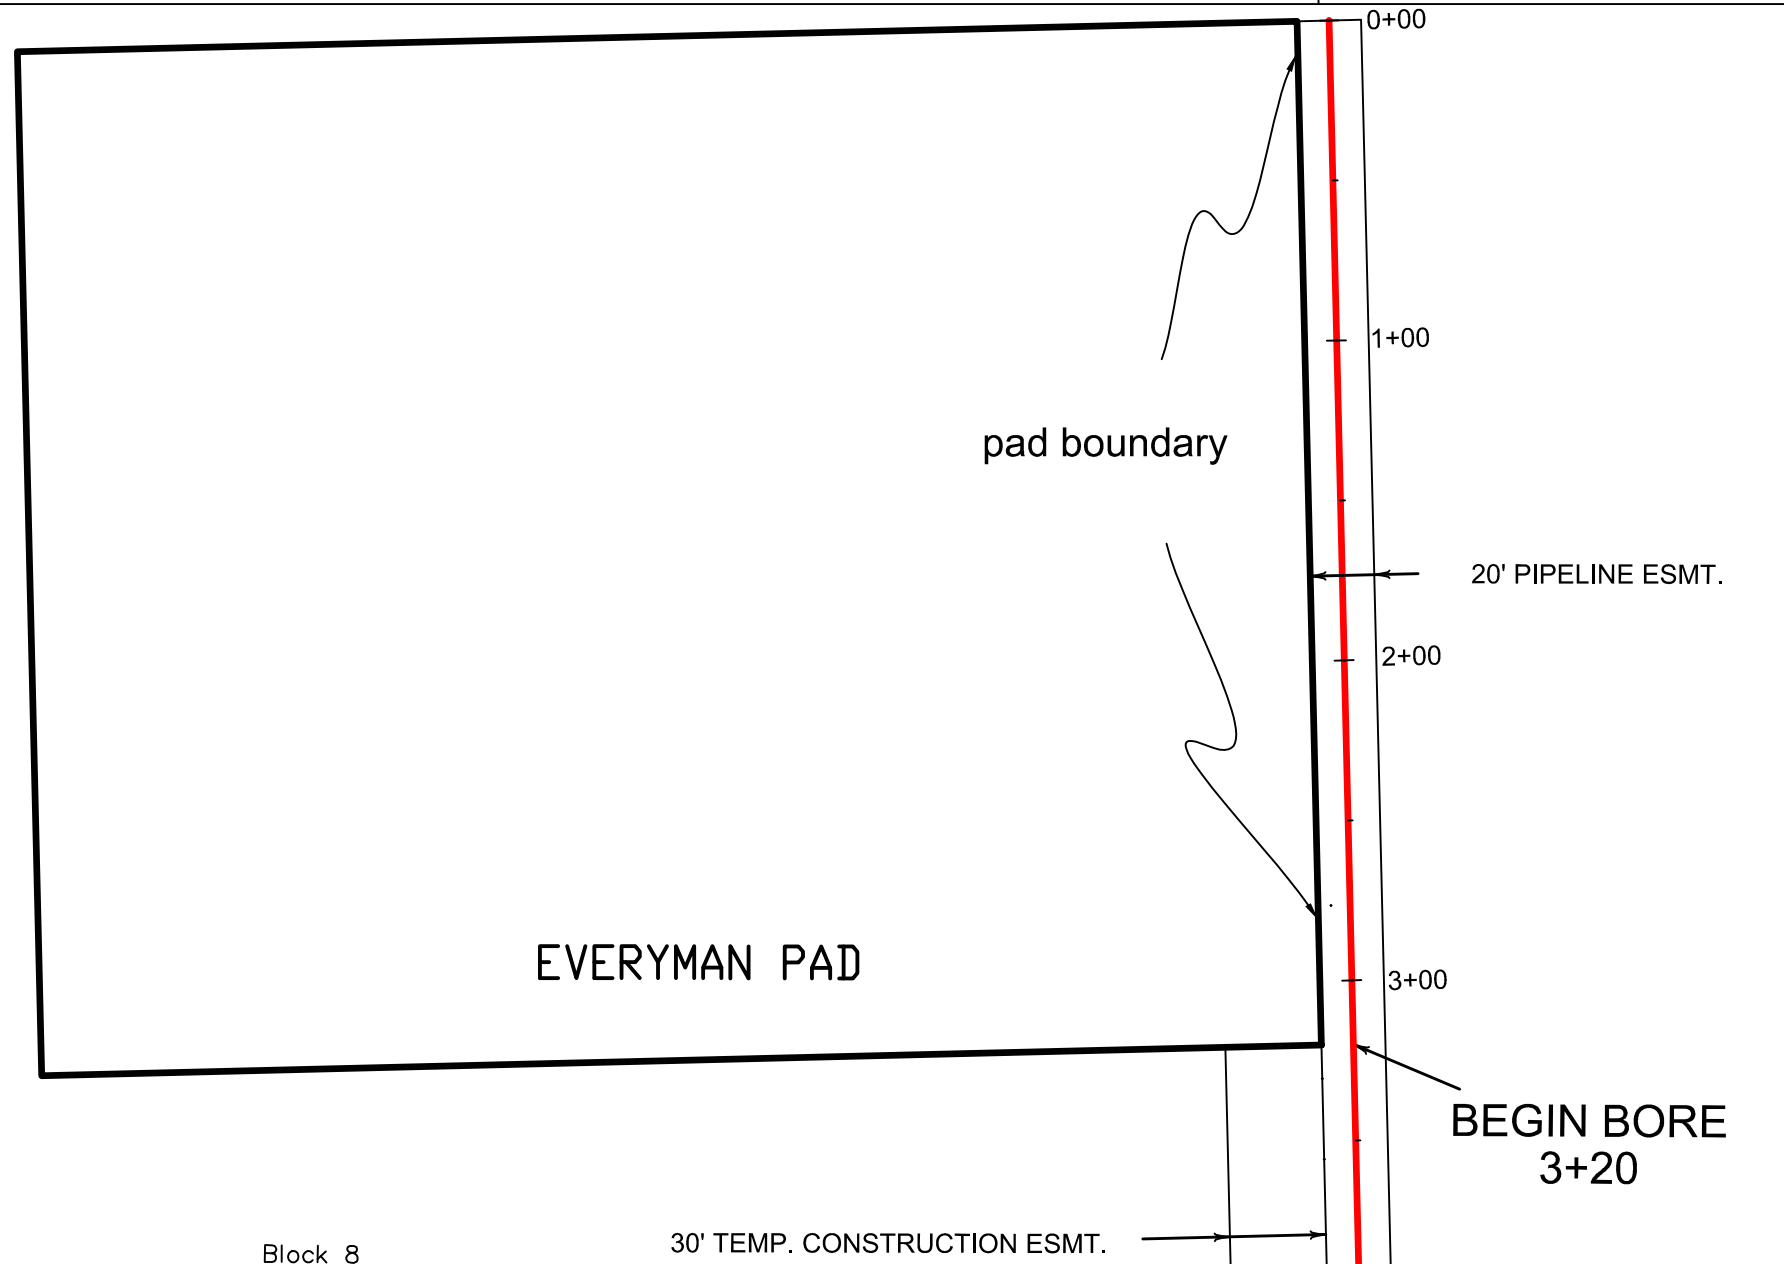 0+00
1+00
pad boundary
20' PIPELINE ESMT.
2+00
EVERYMAN PAD
3+00
BEGIN BORE
3+20
30' TEMP. CONSTRUCTION ESMT.
Block 8